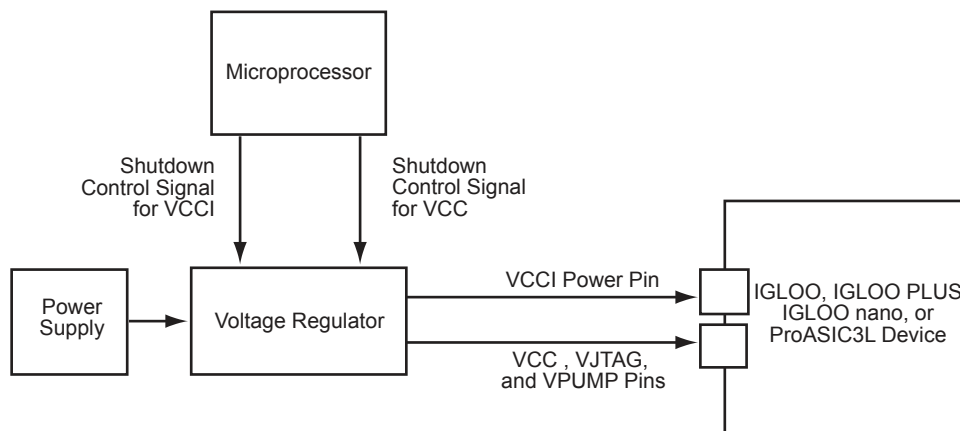 Microprocessor
Shutdown
Control Signal
for VCCI
Shutdown
Control Signal
for VCC
Power
Supply
Voltage Regulator
VCCI Power Pin
VCC , VJTAG,
and VPUMP Pins
IGLOO, IGLOO PLUS,
IGLOO nano, or
ProASIC3L Device